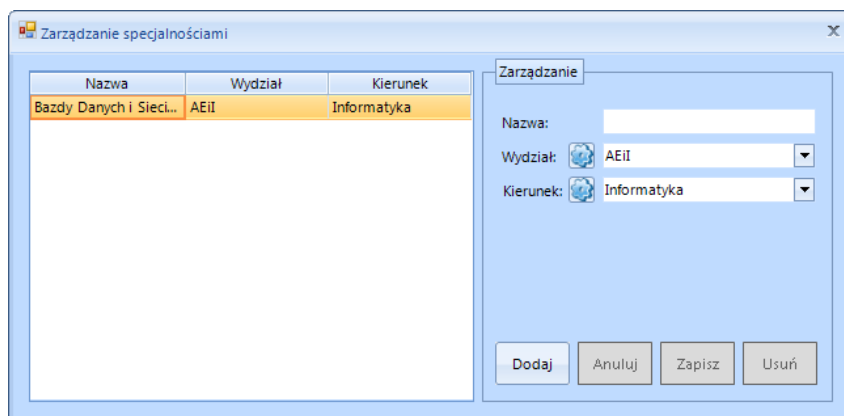 Zarządzanie specjalnościami
Nazwa Wydział Kierunek
Bazdy Danych i Sieci... AEiI Informatyka
Zarządzanie
Nazwa:
Wydział: AEiI
Kierunek: Informatyka
Dodaj Anuluj Zapisz Usuń